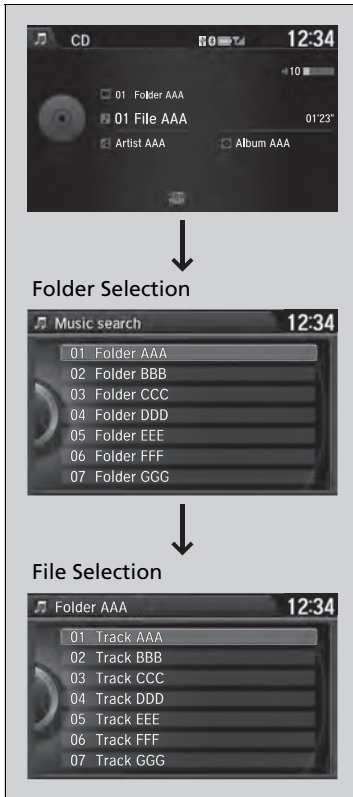 CD 12:34
10
01 Folder AAA
01 File AAA 01'23"
Artist AAA Album AAA
Folder Selection
Music search 12:34
01 Folder AAA
02 Folder BBB
03 Folder CCC
04 Folder DDD
05 Folder EEE
06 Folder FFF
07 Folder GGG
File Selection
Folder AAA 12:34
01 Track AAA
02 Track BBB
03 Track CCC
04 Track DDD
05 Track EEE
06 Track FFF
07 Track GGG